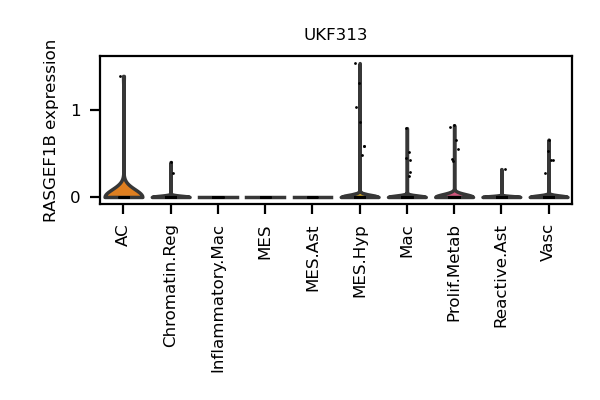 UKF313
RASGEF1B expression
1
0
AC
Chromatin.Reg
Inflammatory.Mac
MES
MES.Ast
MES.Hyp
Mac
Prolif.Metab
Reactive.Ast
Vasc